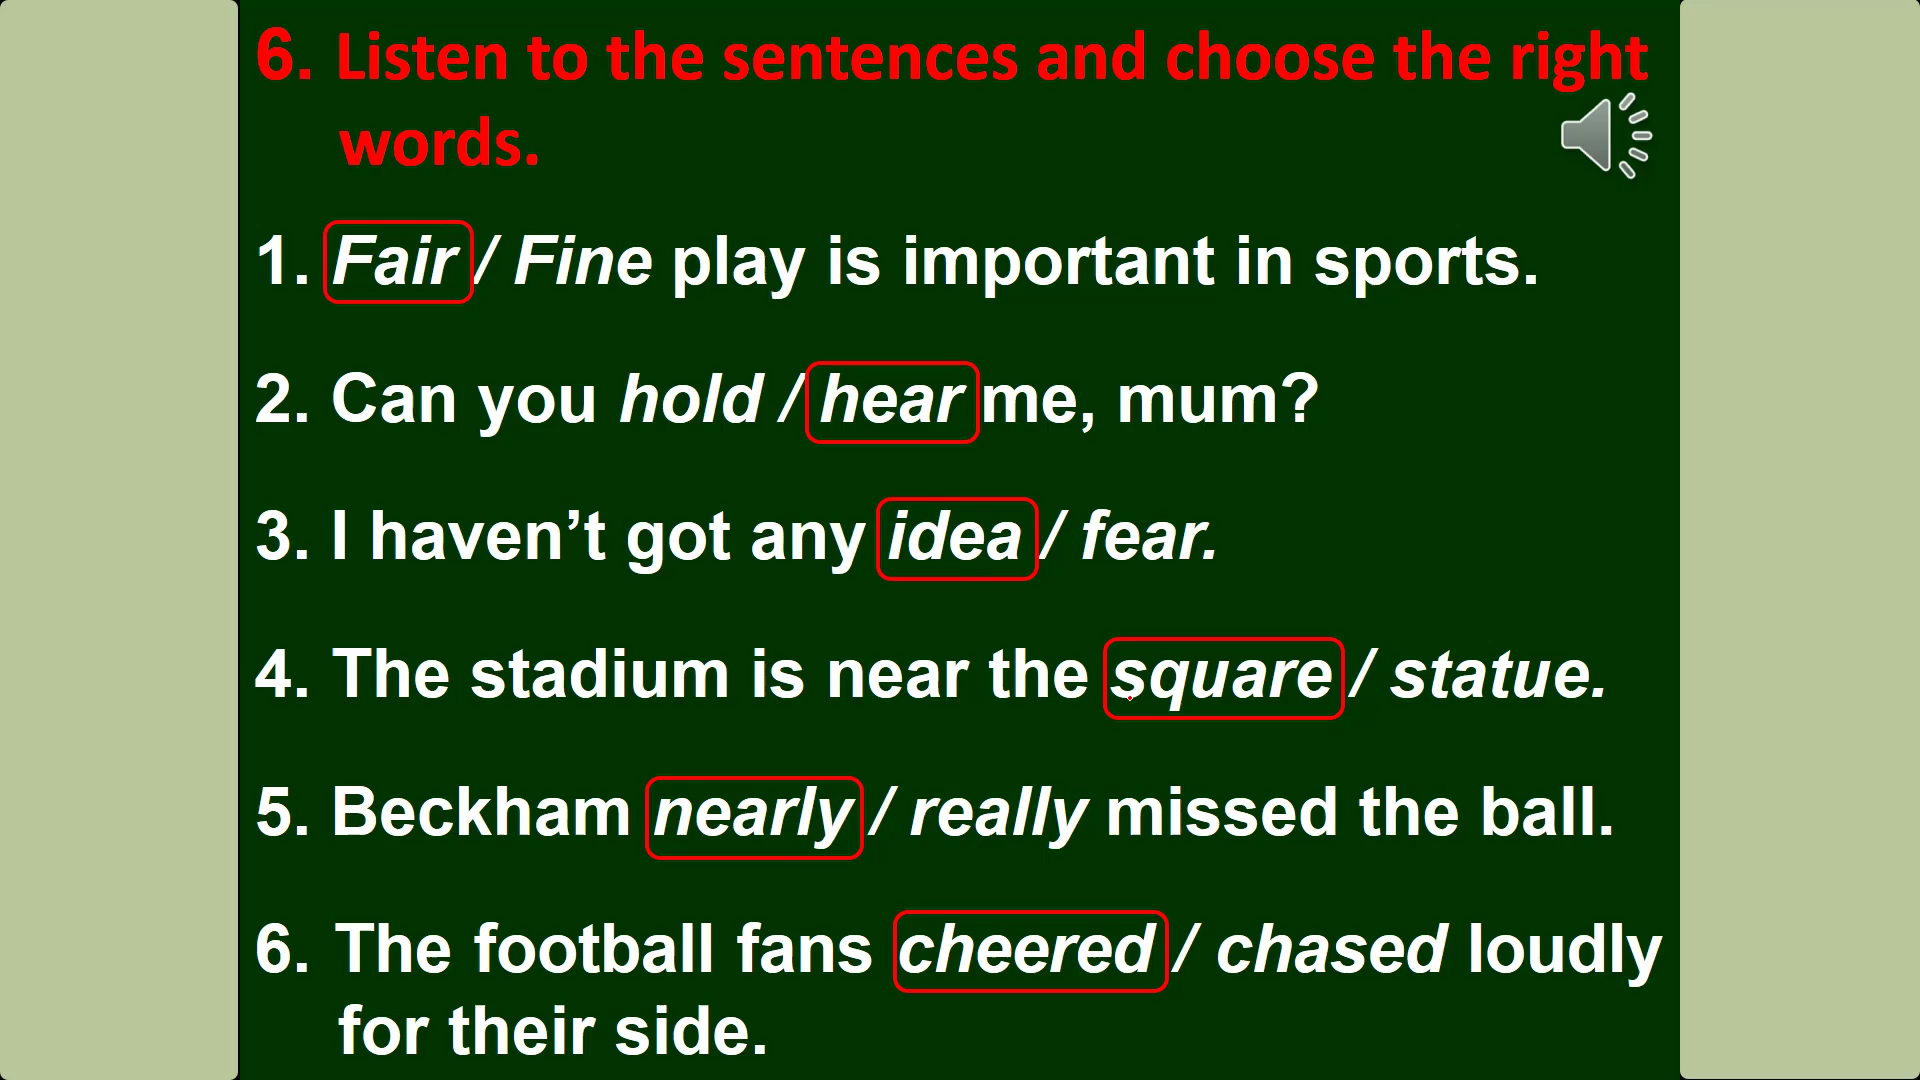 6. Listen to the sentences and choose the right
words.
1. Fair / Fine play is important in sports.
2. Can you hold / hear me, mum?
3. I haven’t got any idea / fear.
4. The stadium is near the square / statue.
5. Beckham nearly / really missed the ball.
6. The football fans cheered / chased loudly
for their side.